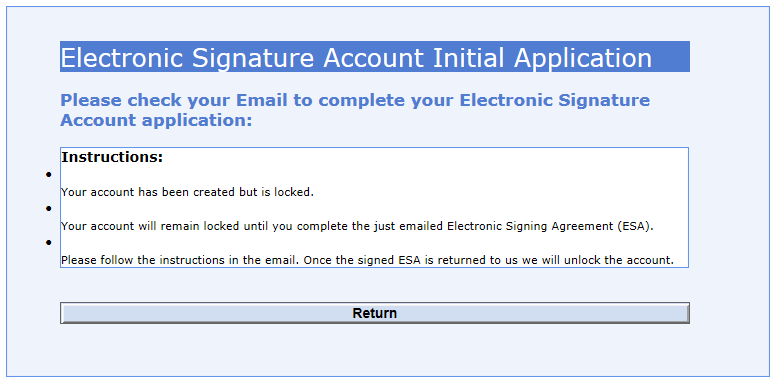 Electronic Signature Account Initial Application
Please check your Email to complete your Electronic Signature
Account application:
Instructions:
Your account has been created but is locked.
Your account will remain locked until you complete the just emailed Electronic Signing Agreement (ESA).
Please follow the instructions in the email. Once the signed ESA is returned to us we will unlock the account.
Return